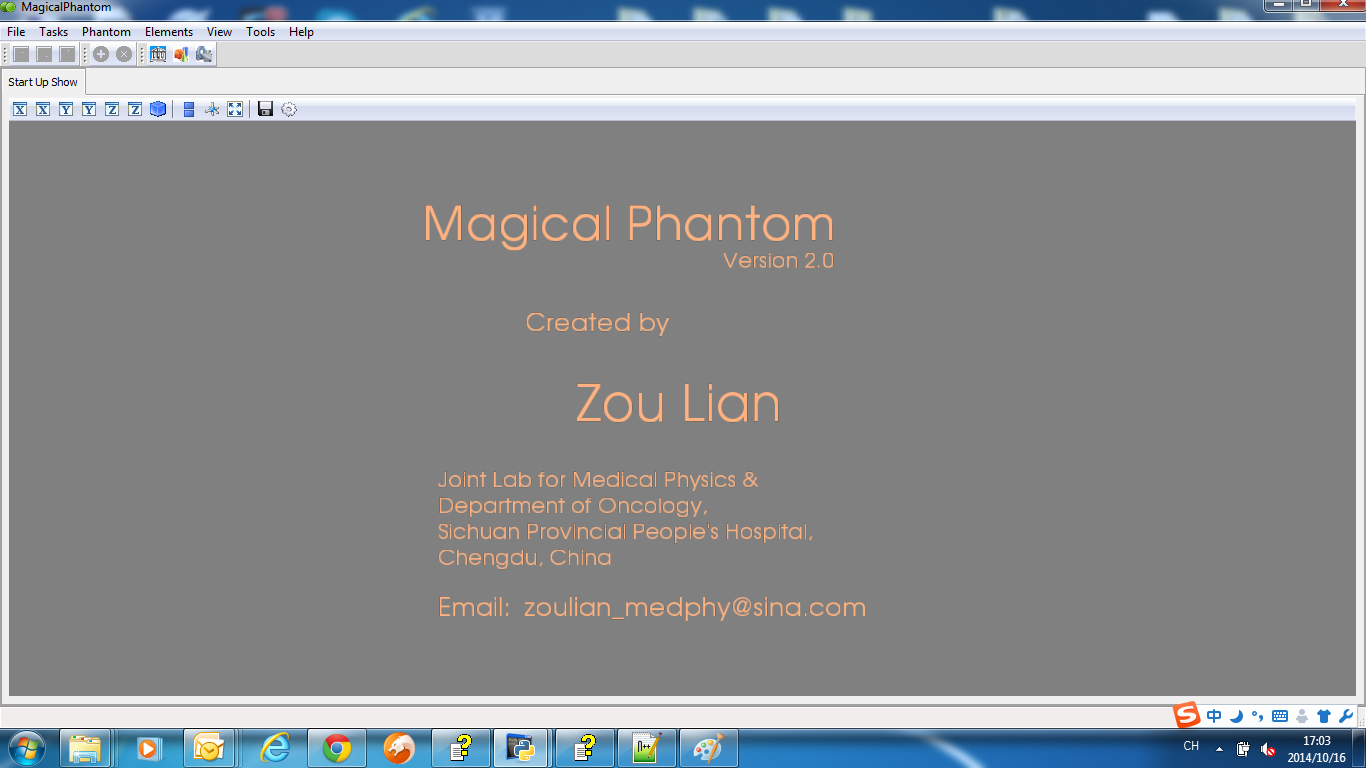 MagicalPhantom
File Tasks Phantom Elements View Tools Help
Start Up Show
X X Y Y Z Z
Magical Phantom
Version 2.0
Created by
Zou Lian
Joint Lab for Medical Physics &
Department of Oncology,
Sichuan Provincial People's Hospital,
Chengdu, China
Email: zoulian_medphy@sina.com
S 中
CH
17:03
2014/10/16